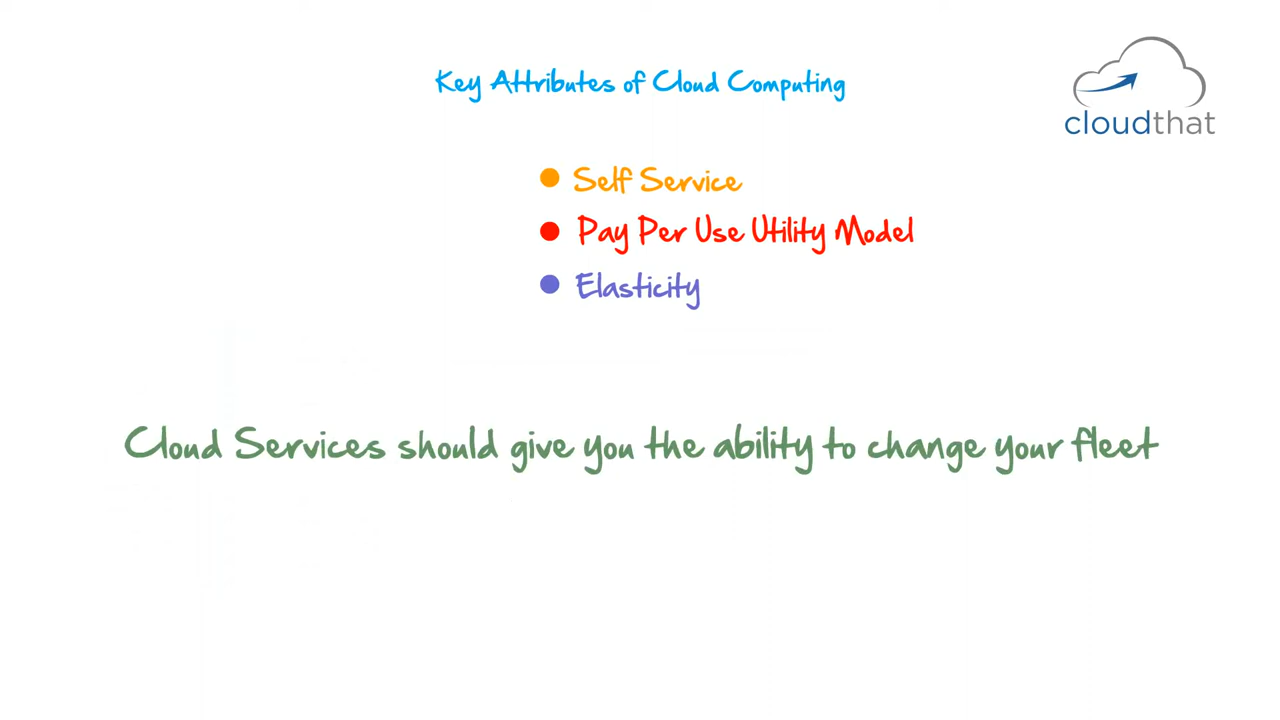 Key Attributes of Cloud Computing
cloudthat
Self Service
Pay Per Use Utility Model
Elasticity
Cloud Services should give you the ability to change your fleet